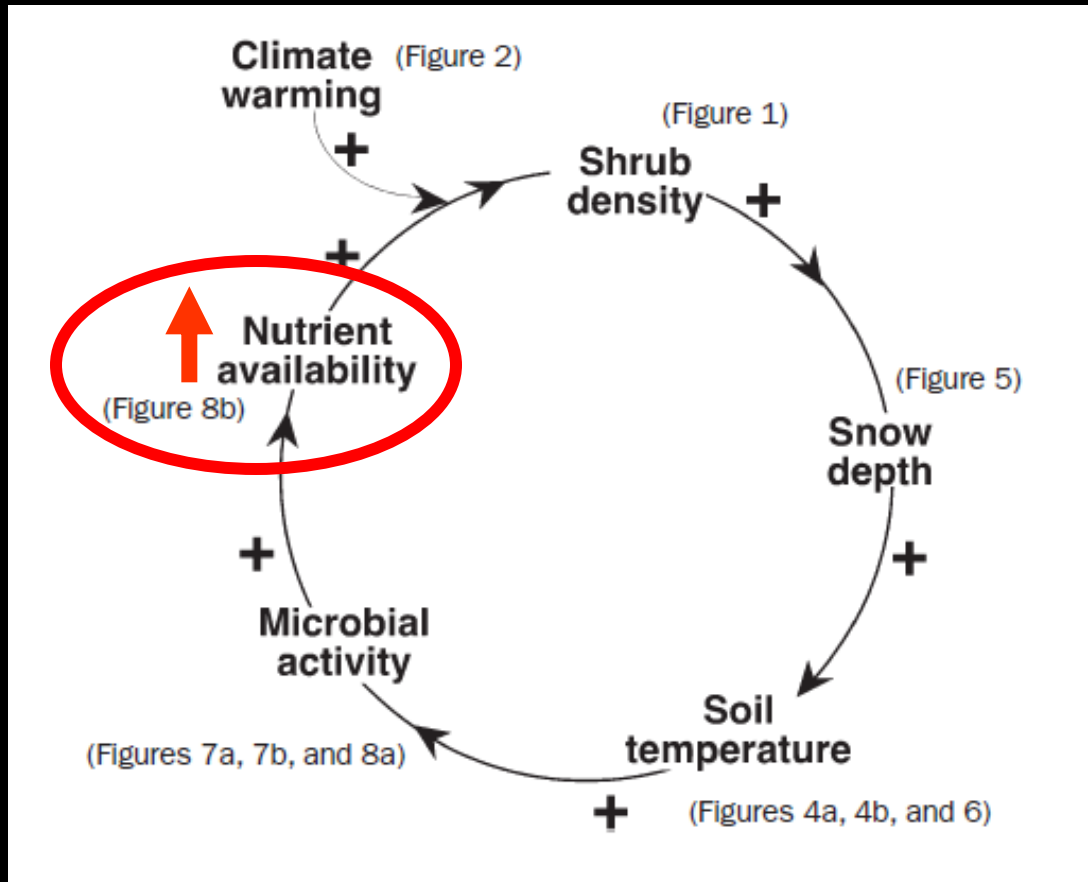 Climate (Figure 2)
warming
+
(Figure 1)
Shrub
density
+
+
Nutrient
availability
(Figure 8b)
(Figure 5)
Snow
depth
+
+
Microbial
activity
(Figures 7a, 7b, and 8a)
Soil
temperature
+
(Figures 4a, 4b, and 6)